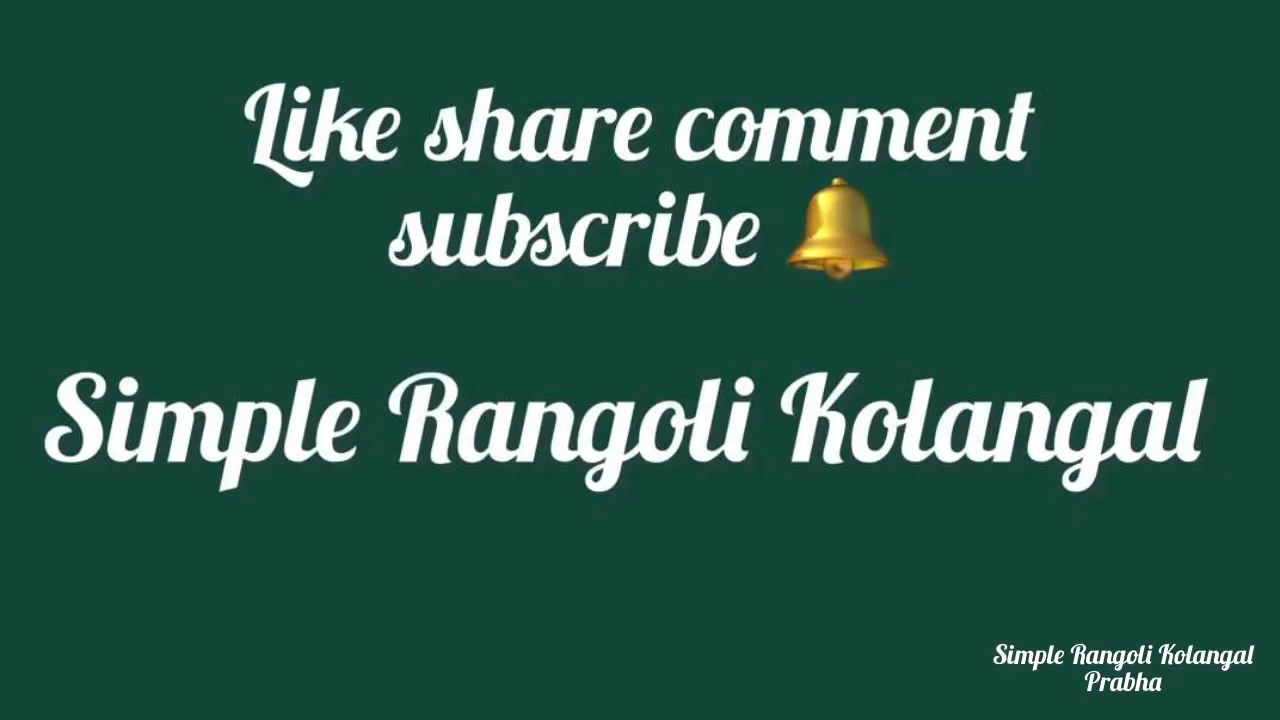 Like share comment
subscribe 🔔
Simple Rangoli Kolangal
Simple Rangoli Kolangal
Prabha